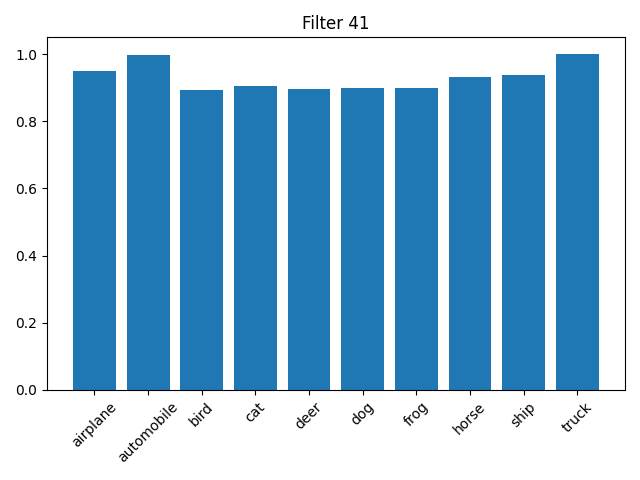 Filter 41
1.0
0.8
0.6
0.4
0.2
0.0
airplane
automobile
bird
cat
deer
dog
frog
horse
ship
truck